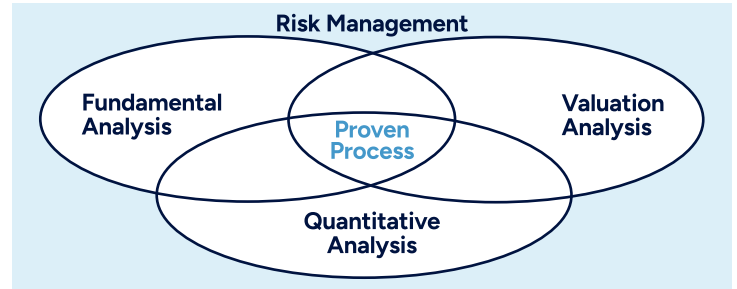 Risk Management
Fundamental
Analysis
Valuation
Analysis
Proven
Process
Quantitative
Analysis